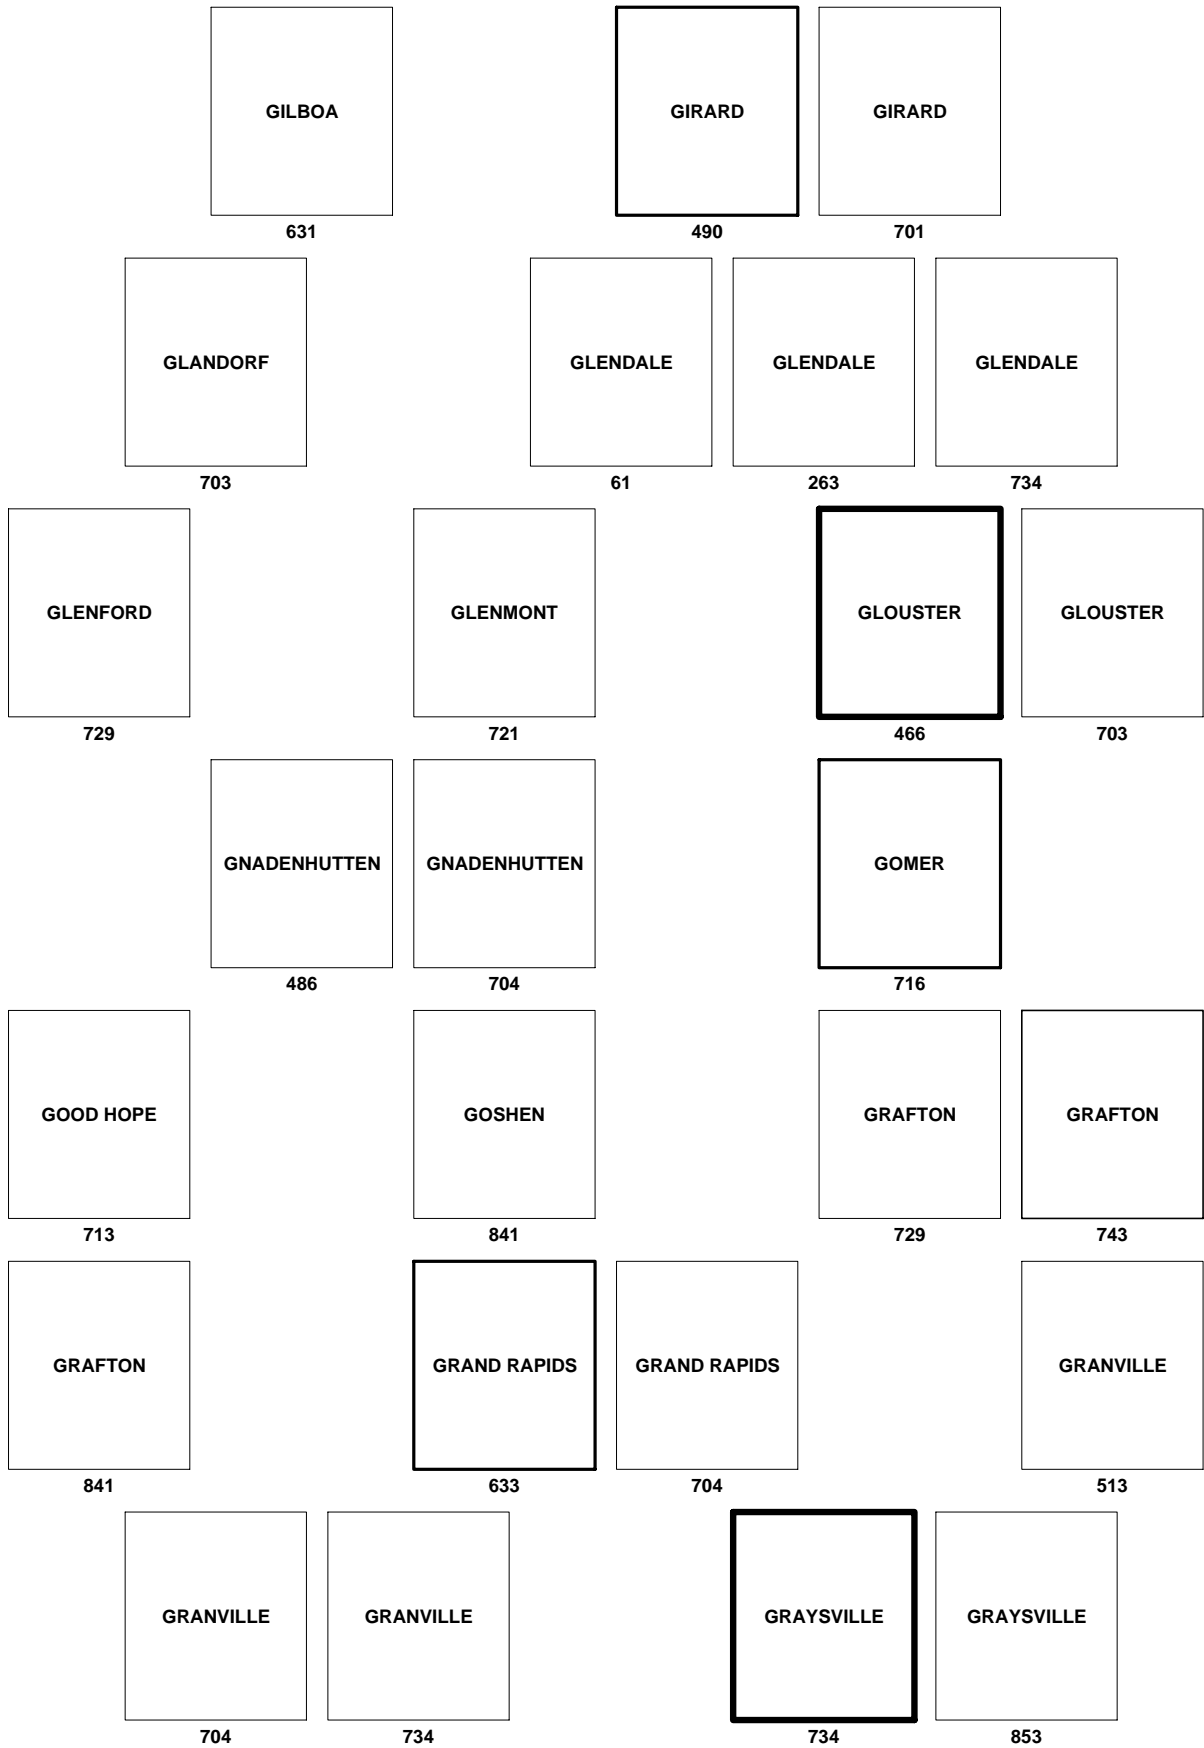 GILBOA GIRARD GIRARD
631 490 701
GLANDORF GLENDALE GLENDALE GLENDALE
703 61 263 734
GLENFORD GLENMONT GLOUSTER GLOUSTER
729 721 466 703
GNADENHUTTEN GNADENHUTTEN GOMER
486 704 716
GOOD HOPE GOSHEN GRAFTON GRAFTON
713 841 729 743
GRAFTON GRAND RAPIDS GRAND RAPIDS GRANVILLE
841 633 704 513
GRANVILLE GRANVILLE GRAYSVILLE GRAYSVILLE
704 734 734 853